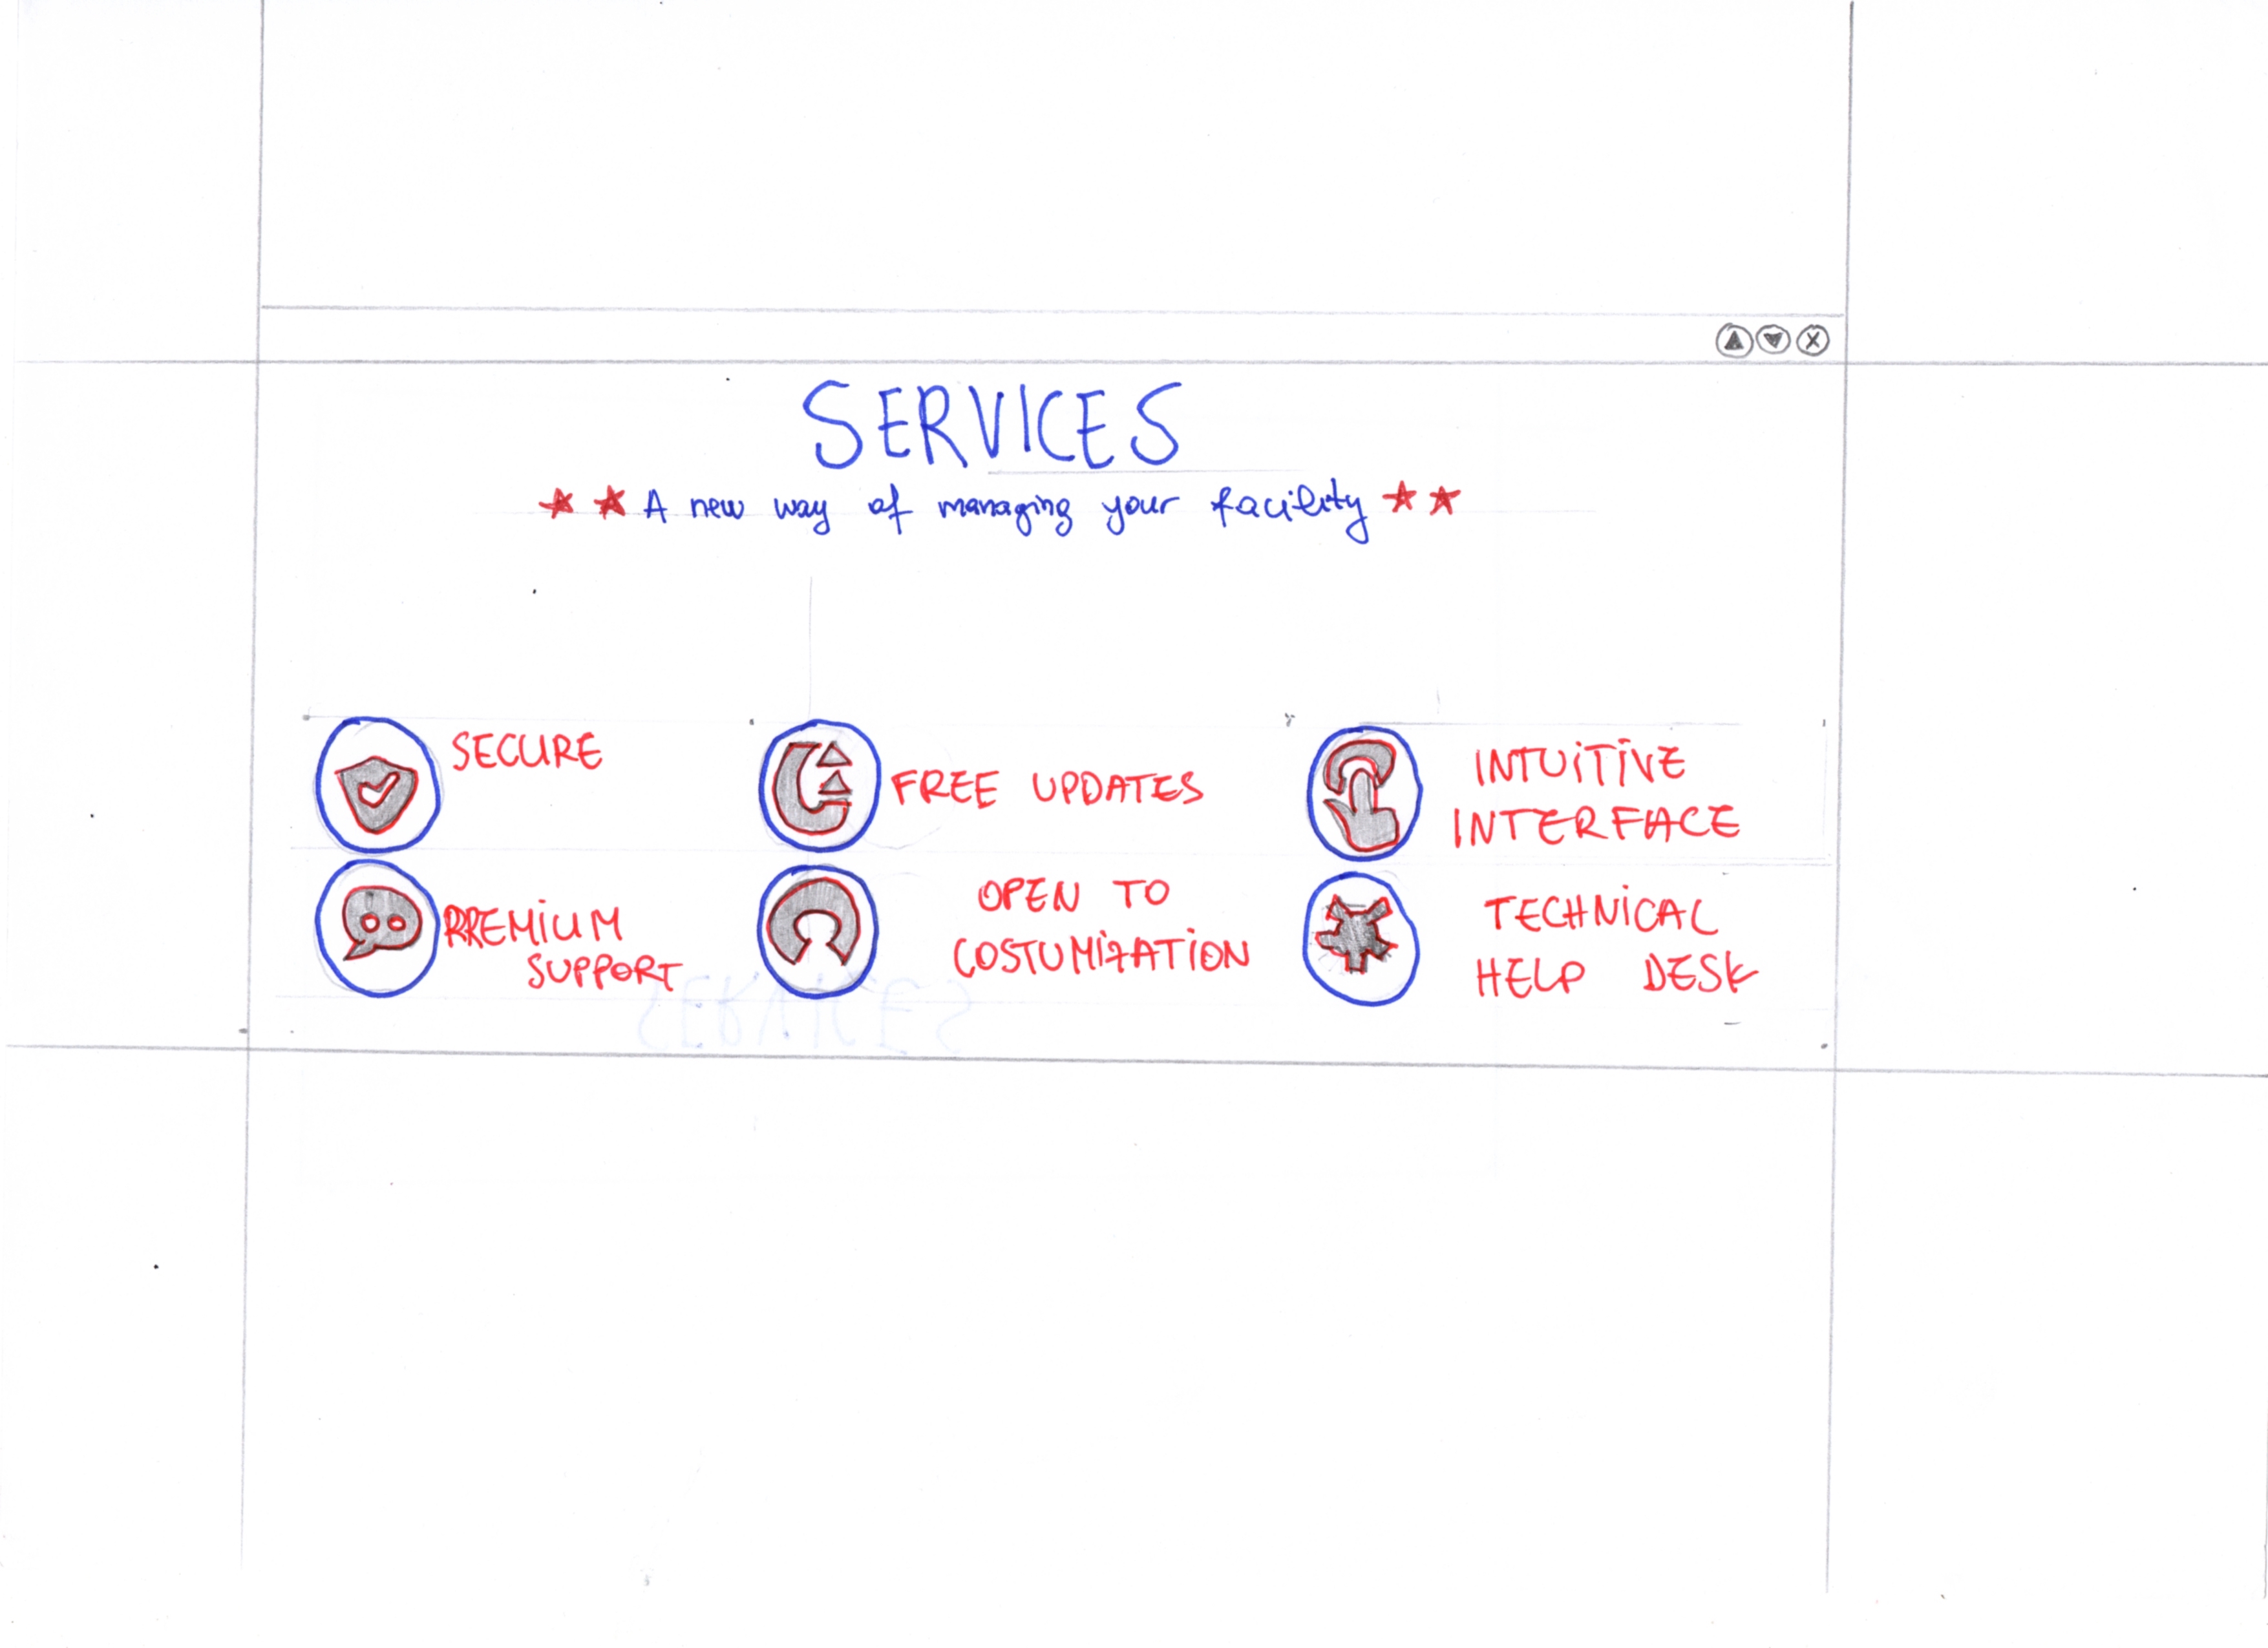 SERVICES
A new way of managing your facility
SECURE
FREE UPDATES
INTUITIVE
INTERFACE
PREMIUM
SUPPORT
OPEN TO
COSTUMIZATION
TECHNICAL
HELP DESK